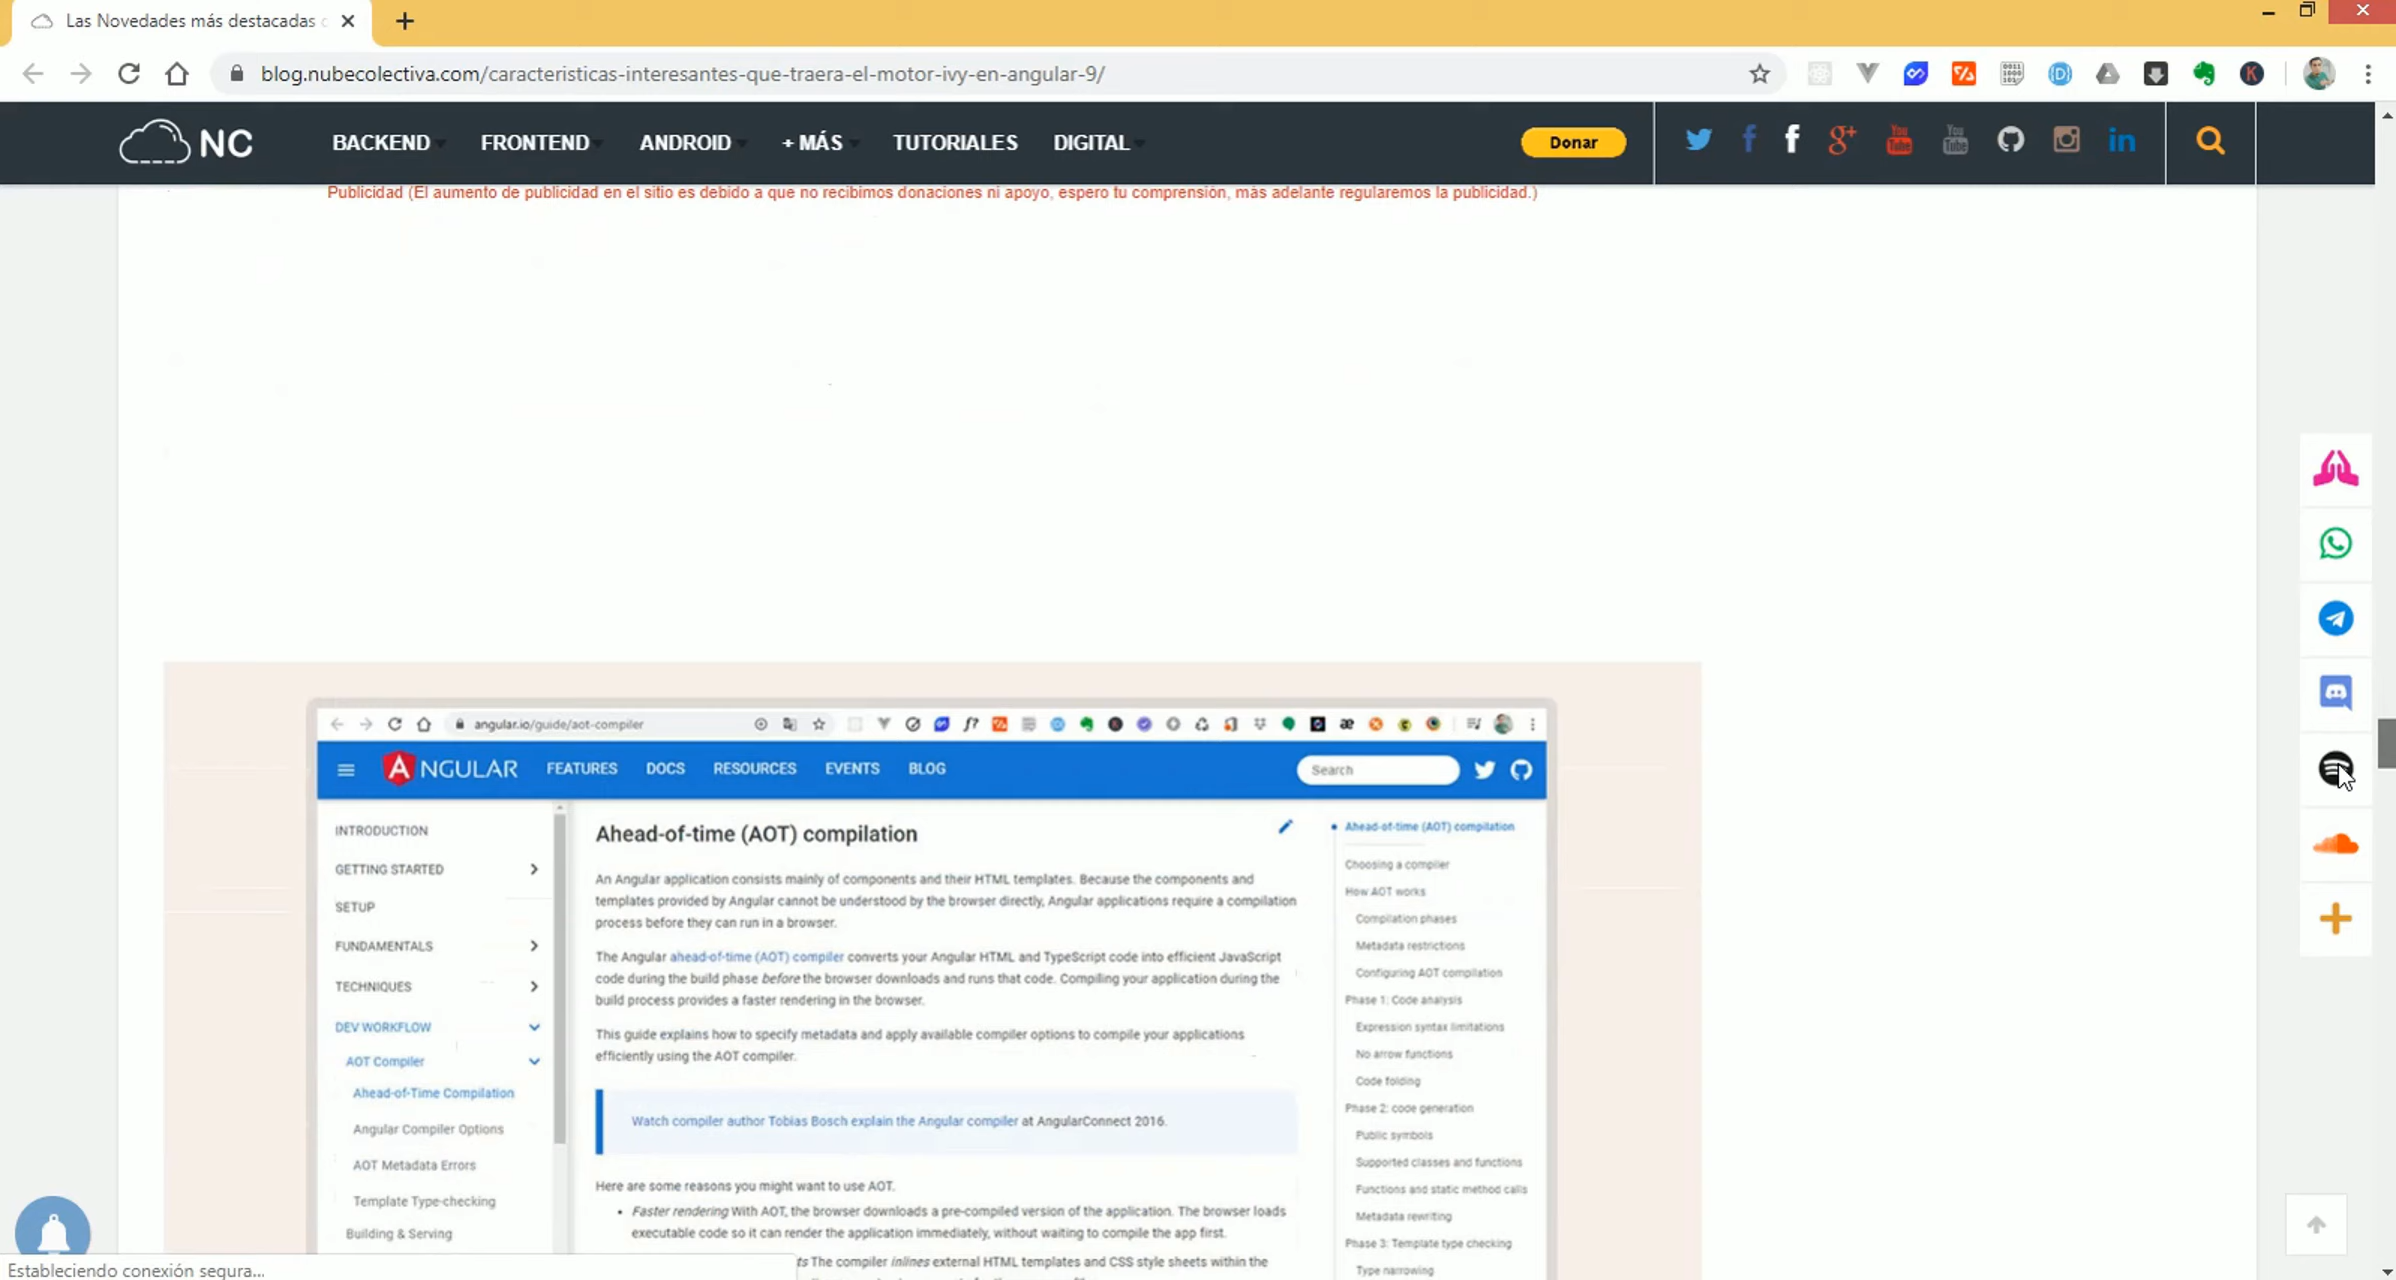 Las Novedades más destacadas c
blog.nubecolectiva.com/caracteristicas-interesantes-que-traera-el-motor-ivy-en-angular-9/
NC
BACKEND
FRONTEND
ANDROID
+ MÁS
TUTORIALES
DIGITAL
Donar
Publicidad (El aumento de publicidad en el sitio es debido a que no recibimos donaciones ni apoyo, espero tu comprensión, más adelante regularemos la publicidad.)
angular.io/guide/aot-compiler
ANGULAR
FEATURES
DOCS
RESOURCES
EVENTS
BLOG
Search
INTRODUCTION
GETTING STARTED
SETUP
FUNDAMENTALS
TECHNIQUES
DEV WORKFLOW
AOT Compiler
Ahead-of-Time Compilation
Angular Compiler Options
AOT Metadata Errors
Template Type-checking
Building & Serving
Ahead-of-time (AOT) compilation
An Angular application consists mainly of components and their HTML templates. Because the components and
templates provided by Angular cannot be understood by the browser directly, Angular applications require a compilation
process before they can run in a browser.
The Angular ahead-of-time (AOT) compiler converts your Angular HTML and TypeScript code into efficient JavaScript
code during the build phase before the browser downloads and runs that code. Compiling your application during the
build process provides a faster rendering in the browser.
This guide explains how to specify metadata and apply available compiler options to compile your applications
efficiently using the AOT compiler.
Watch compiler author Tobias Bosch explain the Angular compiler at AngularConnect 2016.
Here are some reasons you might want to use AOT.
• Faster rendering With AOT, the browser downloads a pre-compiled version of the application. The browser loads
executable code so it can render the application immediately, without waiting to compile the app first.
ts The compiler inlines external HTML templates and CSS style sheets within the
Ahead-of-time (AOT) compilation
Choosing a compiler
How AOT works
Compilation phases
Metadata restrictions
Configuring AOT compilation
Phase 1: Code analysis
Expression syntax limitations
No arrow functions
Code folding
Phase 2: code generation
Public symbols
Supported classes and functions
Functions and static method calls
Metadata rewriting
Phase 3: Template type checking
Type narrowing
Estableciendo conexión segura...